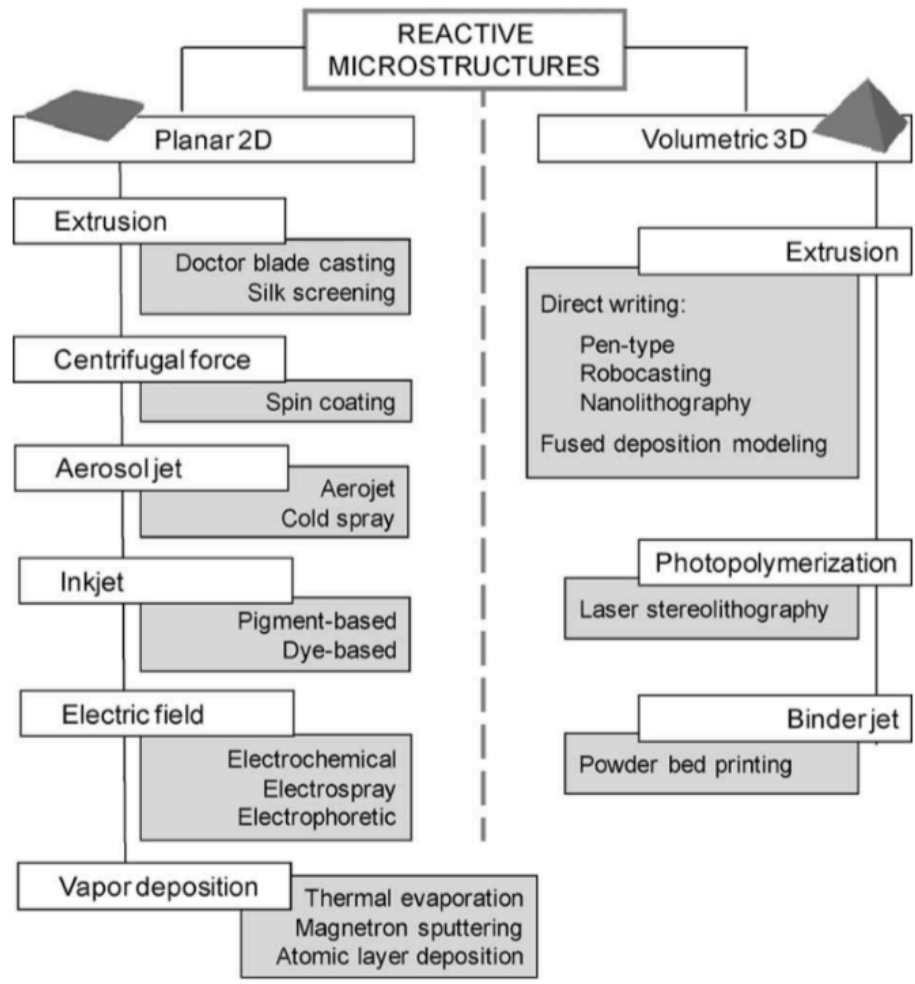 REACTIVE
MICROSTRUCTURES
Planar 2D
Extrusion
Doctor blade casting
Silk screening
Centrifugal force
Spin coating
Aerosol jet
Aerojet
Cold spray
Inkjet
Pigment-based
Dye-based
Electric field
Electrochemical
Electrospray
Electrophoretic
Vapor deposition
Thermal evaporation
Magnetron sputtering
Atomic layer deposition
Volumetric 3D
Extrusion
Direct writing:
Pen-type
Robocasting
Nanolithography
Fused deposition modeling
Photopolymerization
Laser stereolithography
Binder jet
Powder bed printing